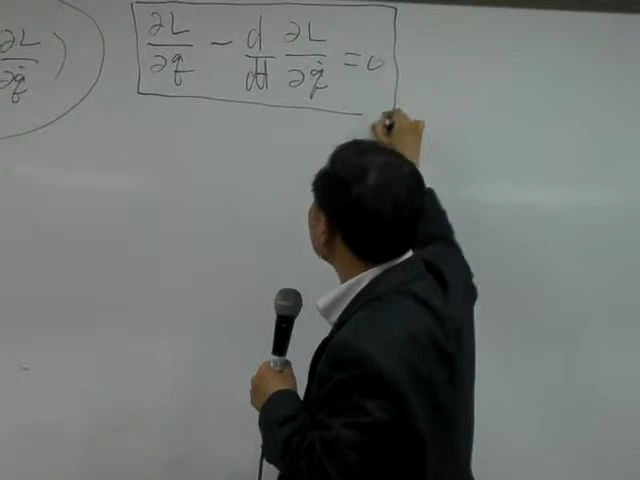 ∂L/∂q̇ )
∂L/∂q - d/dt ∂L/∂q̇ = 0